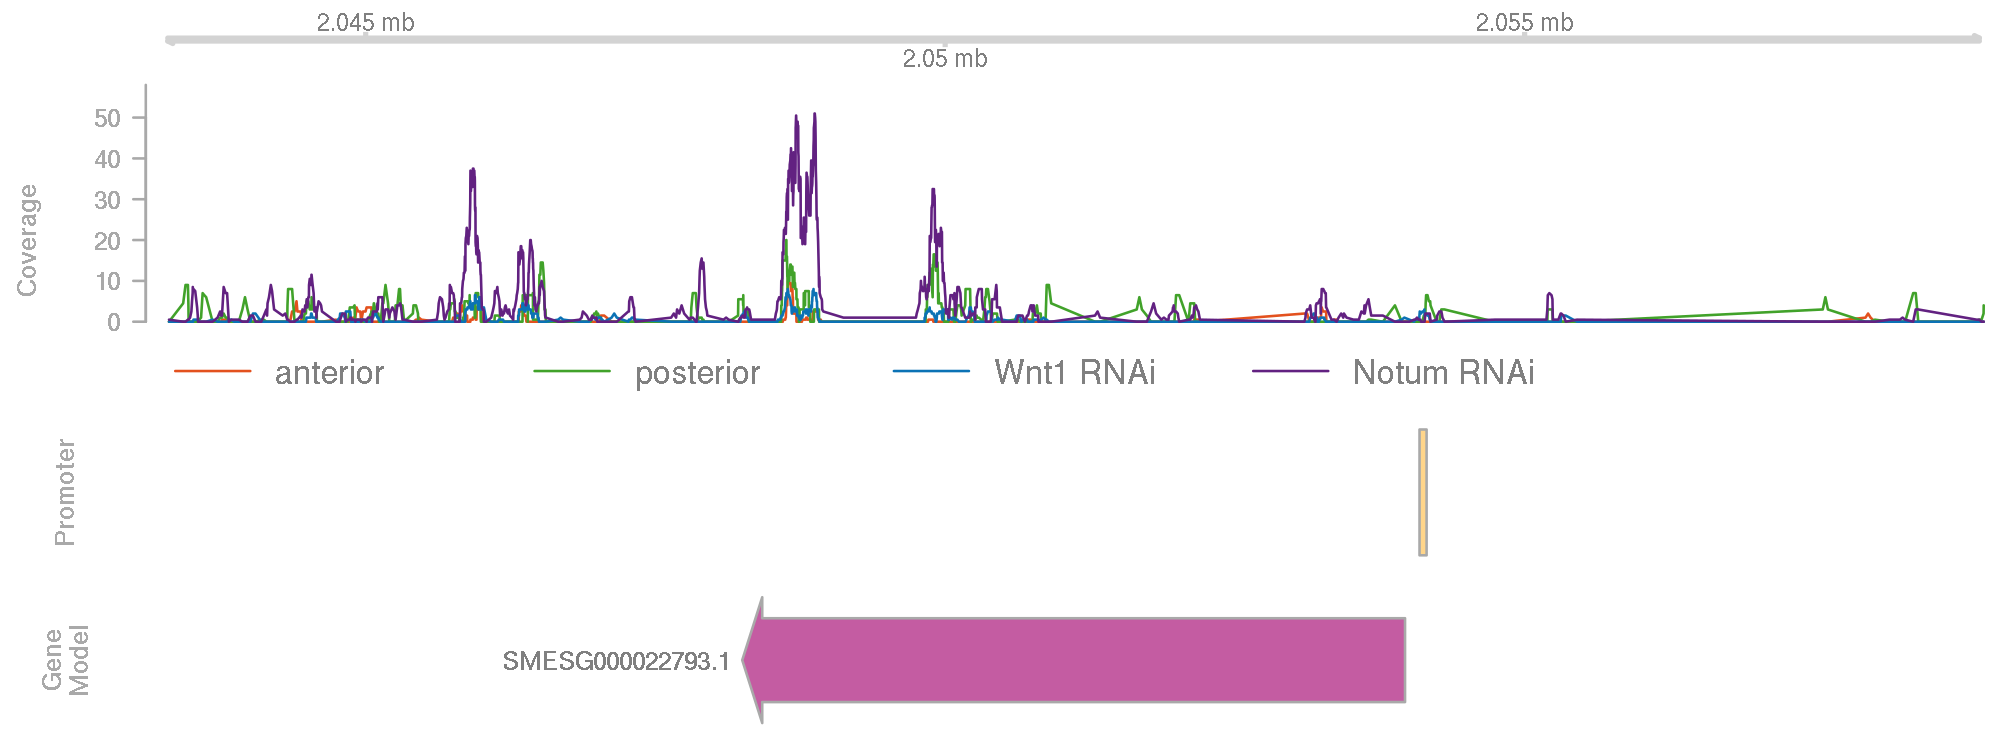 2.045 mb
2.055 mb
2.05 mb
Coverage
50
40
30
20
10
0
anterior
posterior
Wnt1 RNAi
Notum RNAi
Promoter
Gene
Model
SMESG000022793.1